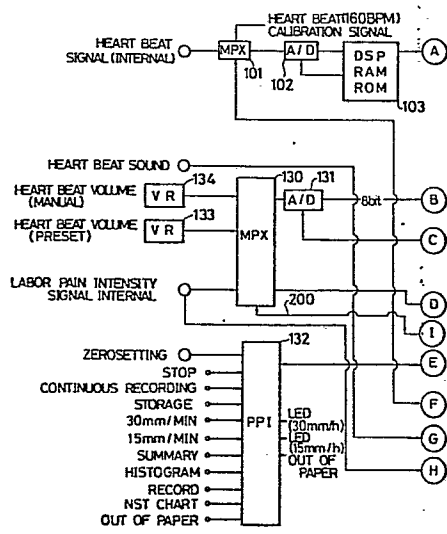 HEART BEAT(160BPM)
CALIBRATION SIGNAL
HEART BEAT
SIGNAL(INTERNAL)
MPX
101
A/D
102
DSP
RAM
ROM
103
A
HEART BEAT SOUND
134
130
131
HEART BEAT VOLUME
(MANUAL)
VR
A/D
8bit
B
133
HEART BEAT VOLUME
(PRESET)
VR
MPX
C
LABOR PAIN INTENSITY
SIGNAL INTERNAL
200
D
I
132
ZEROSETTING
E
STOP
CONTINUOUS RECORDING
PPI
F
STORAGE
30mm/MIN
LED
(30mm/h)
G
15mm/MIN
LED
(15mm/h)
SUMMARY
OUT OF
PAPER
H
HISTOGRAM
RECORD
NST CHART
OUT OF PAPER